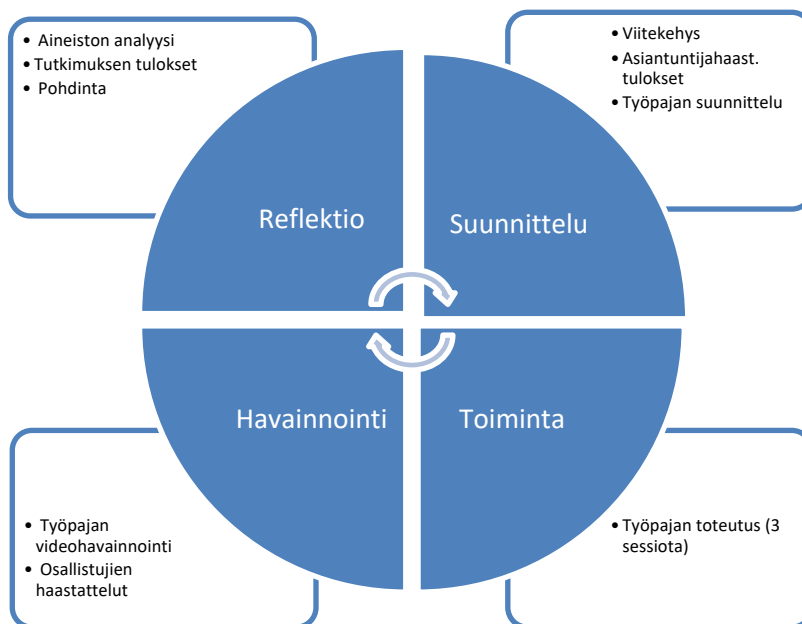 • Aineiston analyysi
• Tutkimuksen tulokset
• Pohdinta
• Viitekehys
• Asiantuntijahaast.
tulokset
• Työpajan suunnittelu
Reflektio
Suunnittelu
Havainnointi
Toiminta
• Työpajan
videohavainnointi
• Osallistujien
haastattelut
• Työpajan toteutus (3
sessiota)